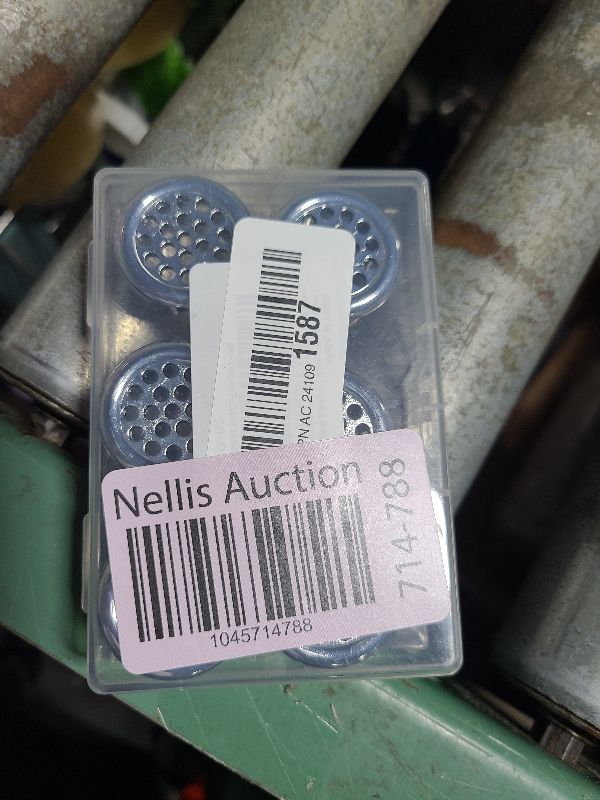 PN AC 24109 1587
Nellis Auction
1045714788
714-788